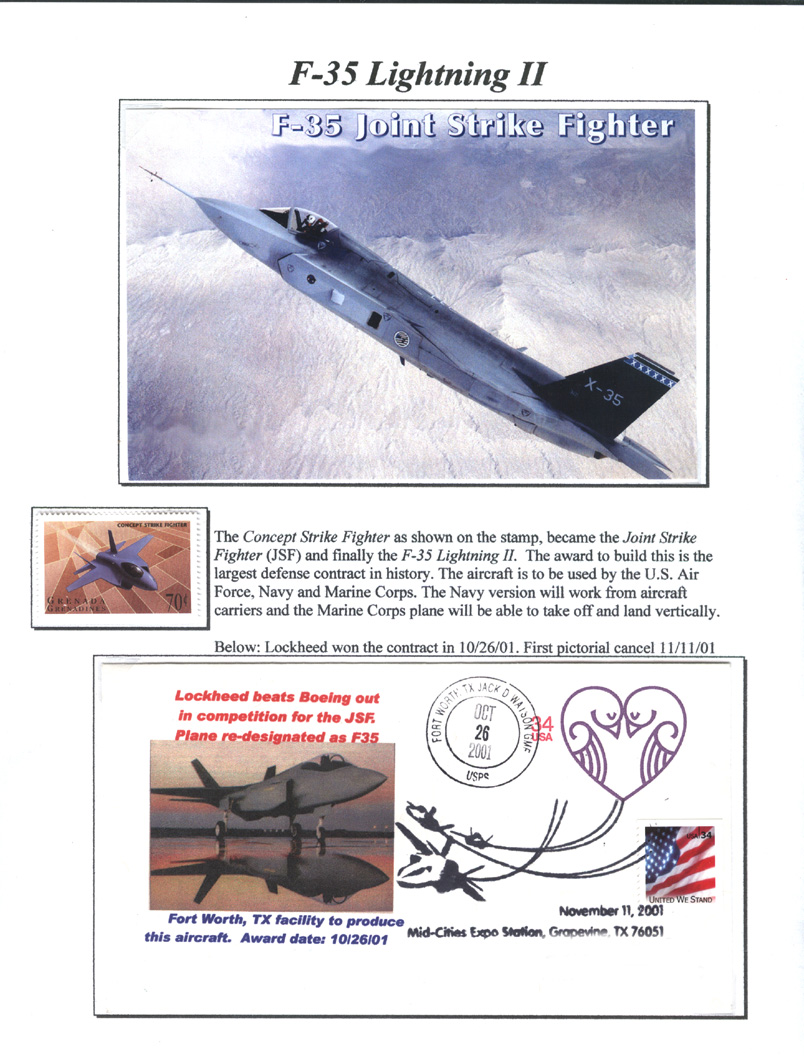 F-35 Lightning II
F-35 Joint Strike Fighter
XXXXXX
X-35
CONCEPT STRIKE FIGHTER
GRENADA
GRENADINES
70¢
The Concept Strike Fighter as shown on the stamp, became the Joint Strike
Fighter (JSF) and finally the F-35 Lightning II. The award to build this is the
largest defense contract in history. The aircraft is to be used by the U.S. Air
Force, Navy and Marine Corps. The Navy version will work from aircraft
carriers and the Marine Corps plane will be able to take off and land vertically.
Below: Lockheed won the contract in 10/26/01. First pictorial cancel 11/11/01
Lockheed beats Boeing out
in competition for the JSF.
Plane re-designated as F35
FORT WORTH, TX JACK D WATSON GMF
OCT
26
2001
USPS
34
USA
USA 34
UNITED WE STAND
Fort Worth, TX facility to produce
this aircraft. Award date: 10/26/01
November 11, 2001
Mid-Cities Expo Station, Grapevine, TX 76051